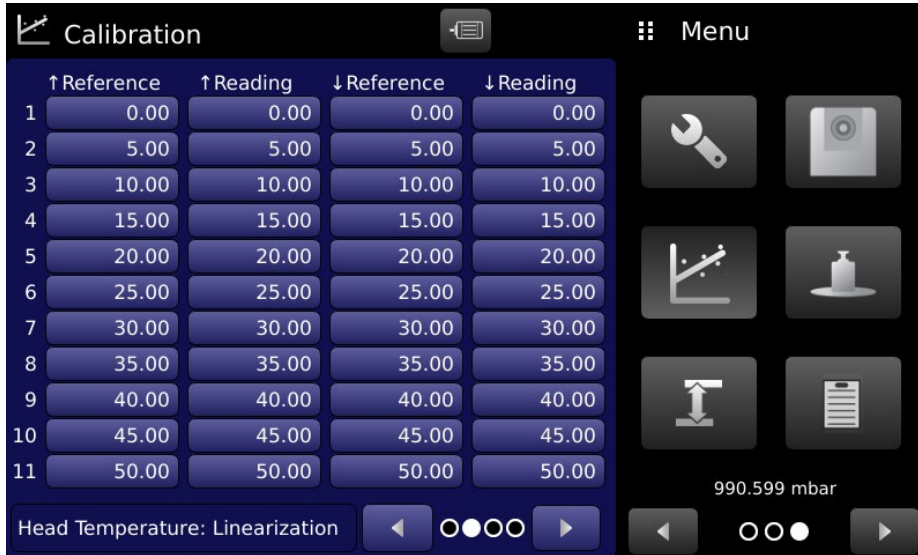 Calibration
Menu
↑Reference ↑Reading ↓Reference ↓Reading
1 0.00 0.00 0.00 0.00
2 5.00 5.00 5.00 5.00
3 10.00 10.00 10.00 10.00
4 15.00 15.00 15.00 15.00
5 20.00 20.00 20.00 20.00
6 25.00 25.00 25.00 25.00
7 30.00 30.00 30.00 30.00
8 35.00 35.00 35.00 35.00
9 40.00 40.00 40.00 40.00
10 45.00 45.00 45.00 45.00
11 50.00 50.00 50.00 50.00
Head Temperature: Linearization
990.599 mbar